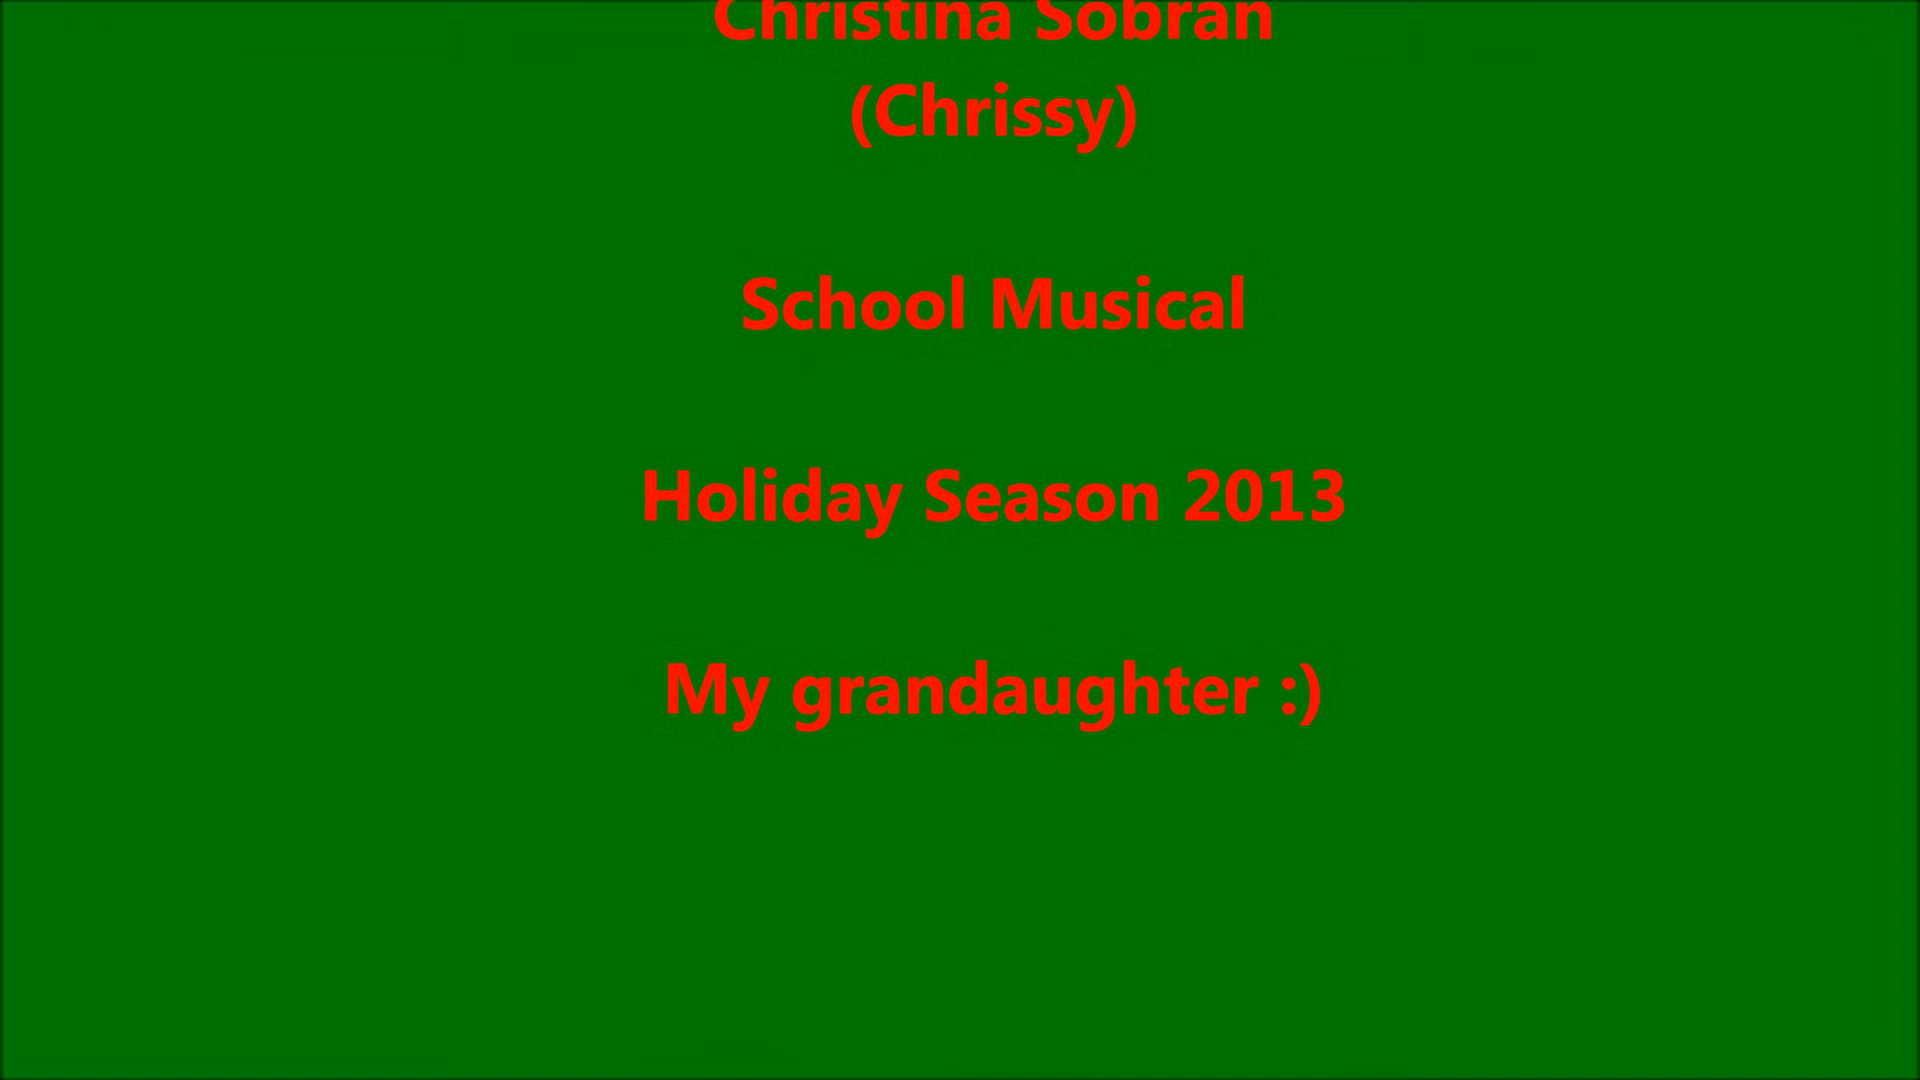 Christina Sobran
(Chrissy)
School Musical
Holiday Season 2013
My grandaughter :)